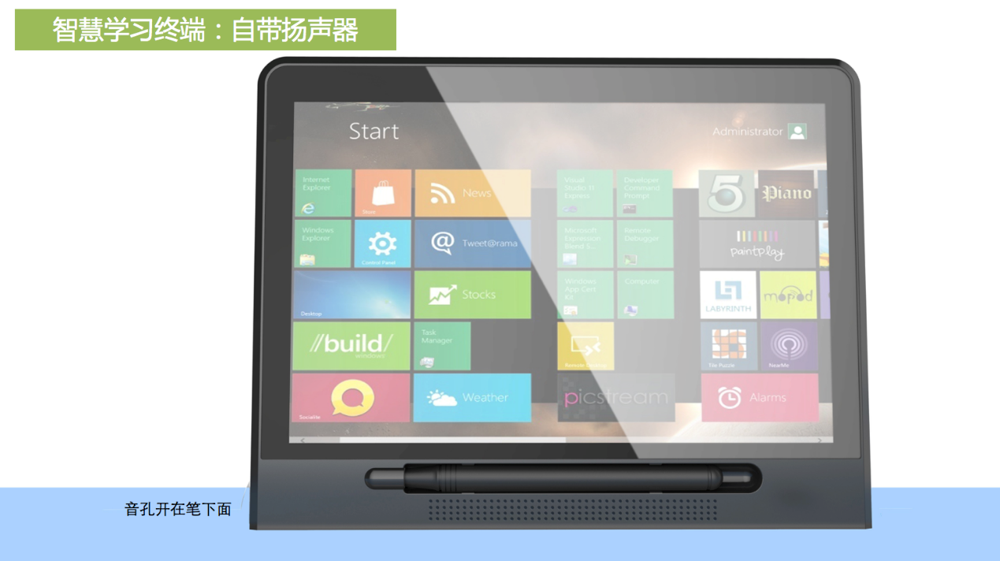 智慧学习终端：自带扬声器
Start
Administrator
Internet
Explorer
Store
News
Visual
Studio 11
Express
Developer
Command
Prompt
5
Piano
Windows
Explorer
Control Panel
@
Tweet@rama
Microsoft
Expression
Blend 5...
Remote
Debugger
paintplay
Desktop
Stocks
Windows
App Cert
Kit
Computer
LABYRINTH
mopod
//build/
windows
Task
Manager
Remote Desktop
Tile Puzzle
NearMe
Socialite
Weather
picstream
Alarms
音孔开在笔下面